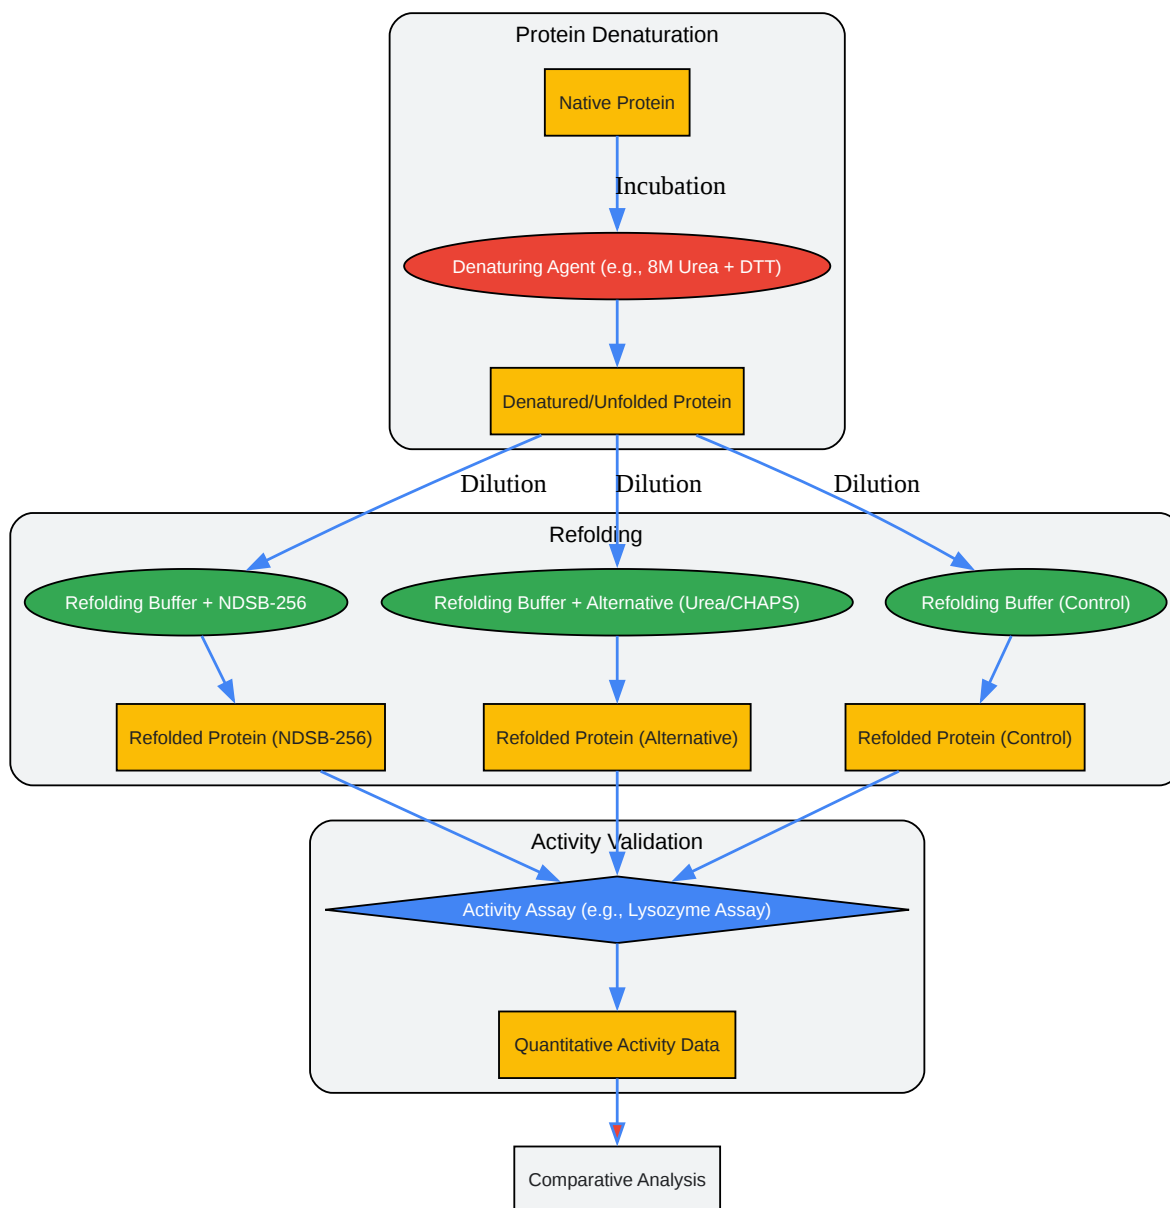 Protein Denaturation
Native Protein
Incubation
Denaturing Agent (e.g., 8M Urea + DTT)
Denatured/Unfolded Protein
Dilution
Dilution
Dilution
Refolding
Refolding Buffer + NDSB-256
Refolding Buffer + Alternative (Urea/CHAPS)
Refolding Buffer (Control)
Refolded Protein (NDSB-256)
Refolded Protein (Alternative)
Refolded Protein (Control)
Activity Validation
Activity Assay (e.g., Lysozyme Assay)
Quantitative Activity Data
Comparative Analysis